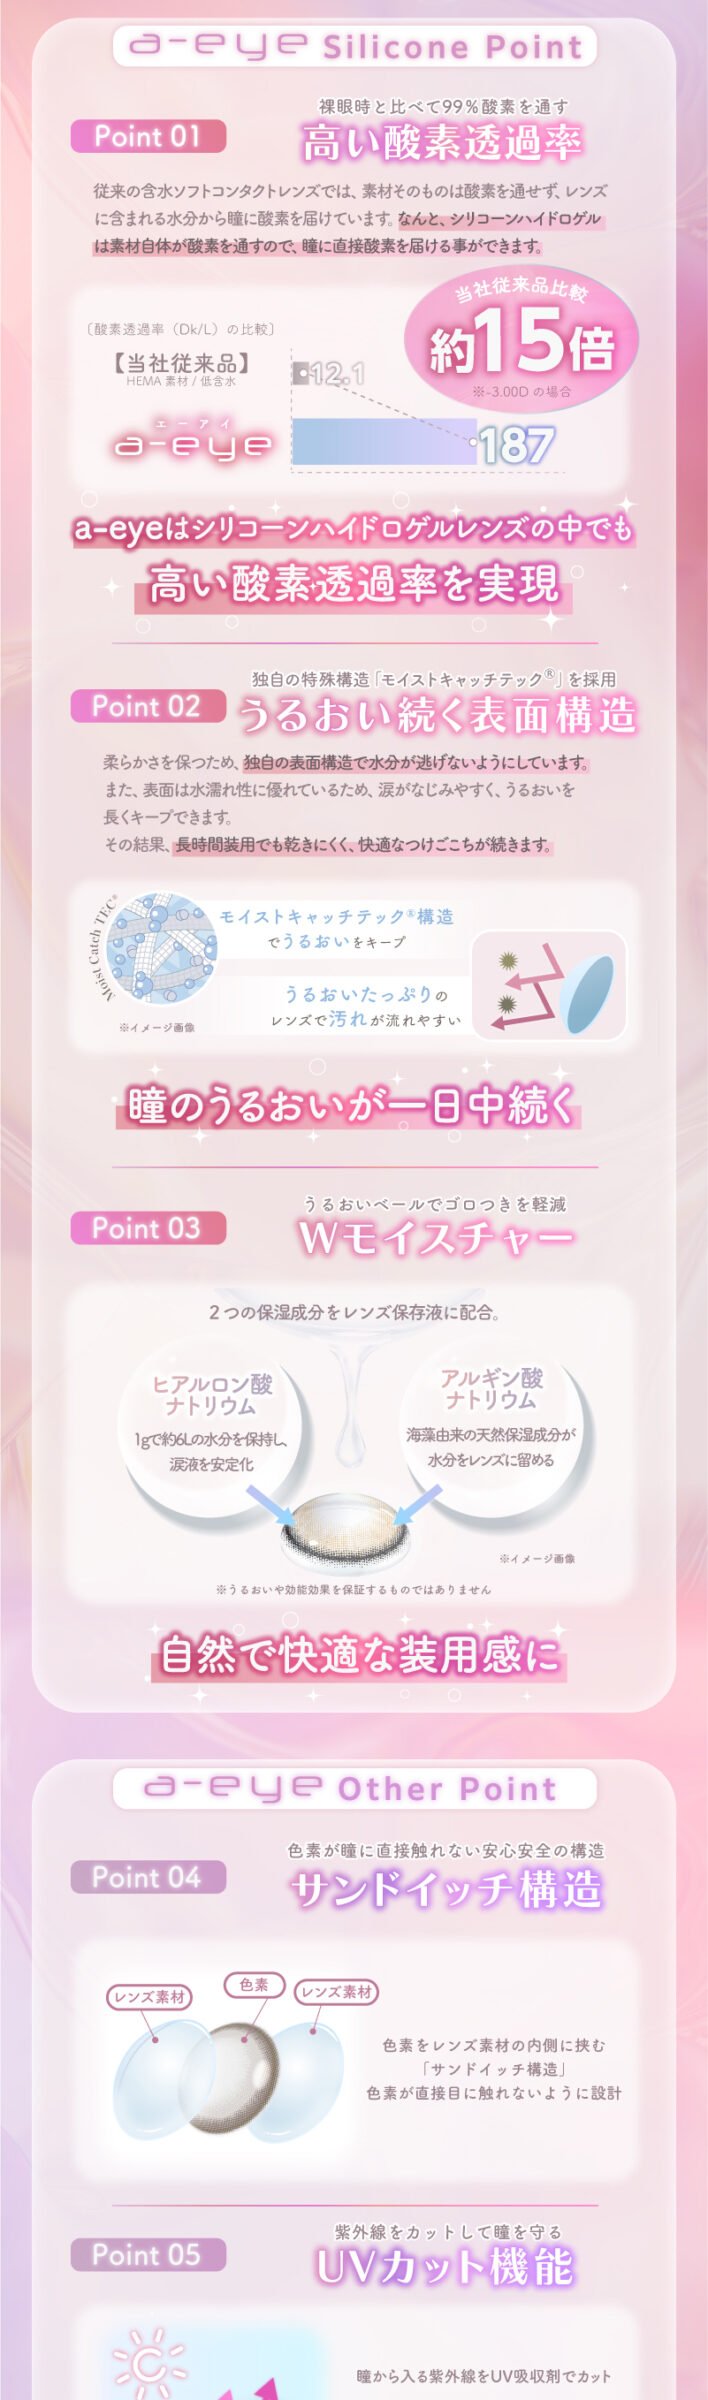 a-eye Silicone Point
裸眼時と比べて99％酸素を通す
Point 01
高い酸素透過率
従来の含水ソフトコンタクトレンズでは、素材そのものは酸素を通せず、レンズ
に含まれる水分から瞳に酸素を届けています。なんと、シリコーンハイドロゲル
は素材自体が酸素を通すので、瞳に直接酸素を届ける事ができます。
当社従来品比較
約15倍
※-3.00D の場合
〔酸素透過率（Dk/L）の比較〕
【当社従来品】
HEMA 素材 / 低含水
12.1
エーアイ
a-eye
187
a-eyeはシリコーンハイドロゲルレンズの中でも
高い酸素透過率を実現
独自の特殊構造「モイストキャッチテック®」を採用
Point 02
うるおい続く表面構造
柔らかさを保つため、独自の表面構造で水分が逃げないようにしています。
また、表面は水濡れ性に優れているため、涙がなじみやすく、うるおいを
長くキープできます。
その結果、長時間装用でも乾きにくく、快適なつけごこちが続きます。
Moist Catch TEC®
モイストキャッチテック®構造
でうるおいをキープ
※イメージ画像
うるおいたっぷりの
レンズで汚れが流れやすい
瞳のうるおいが一日中続く
うるおいベールでゴロつきを軽減
Point 03
Wモイスチャー
2つの保湿成分をレンズ保存液に配合。
ヒアルロン酸
ナトリウム
1gで約6Lの水分を保持し、
涙液を安定化
アルギン酸
ナトリウム
海藻由来の天然保湿成分が
水分をレンズに留める
※イメージ画像
※うるおいや効能効果を保証するものではありません
自然で快適な装用感に
a-eye Other Point
色素が瞳に直接触れない安心安全の構造
Point 04
サンドイッチ構造
レンズ素材
色素
レンズ素材
色素をレンズ素材の内側に挟む
「サンドイッチ構造」
色素が直接目に触れないように設計
紫外線をカットして瞳を守る
Point 05
UVカット機能
瞳から入る紫外線をUV吸収剤でカット